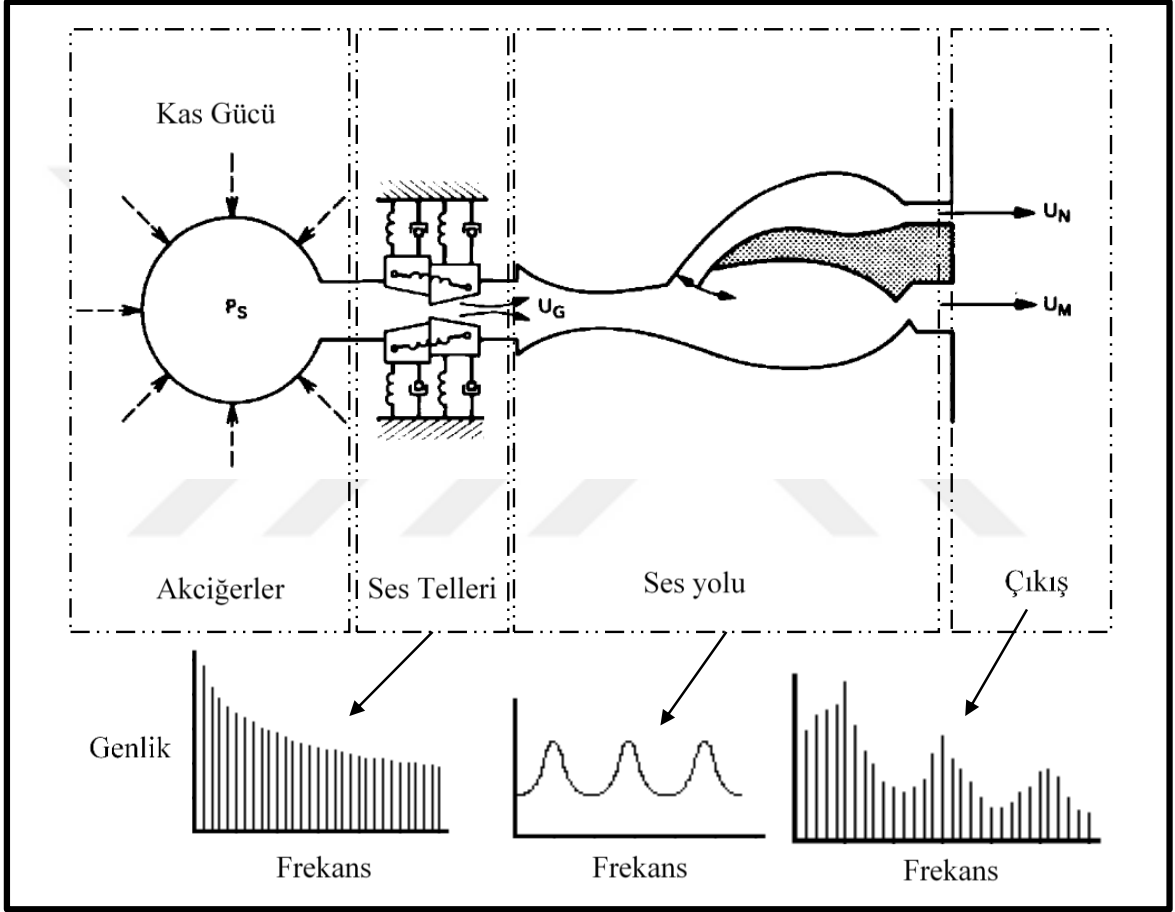 Kas Gücü
P_S
U_G
U_N
U_M
Akciğerler
Ses Telleri
Ses yolu
Çıkış
Genlik
Frekans
Frekans
Frekans